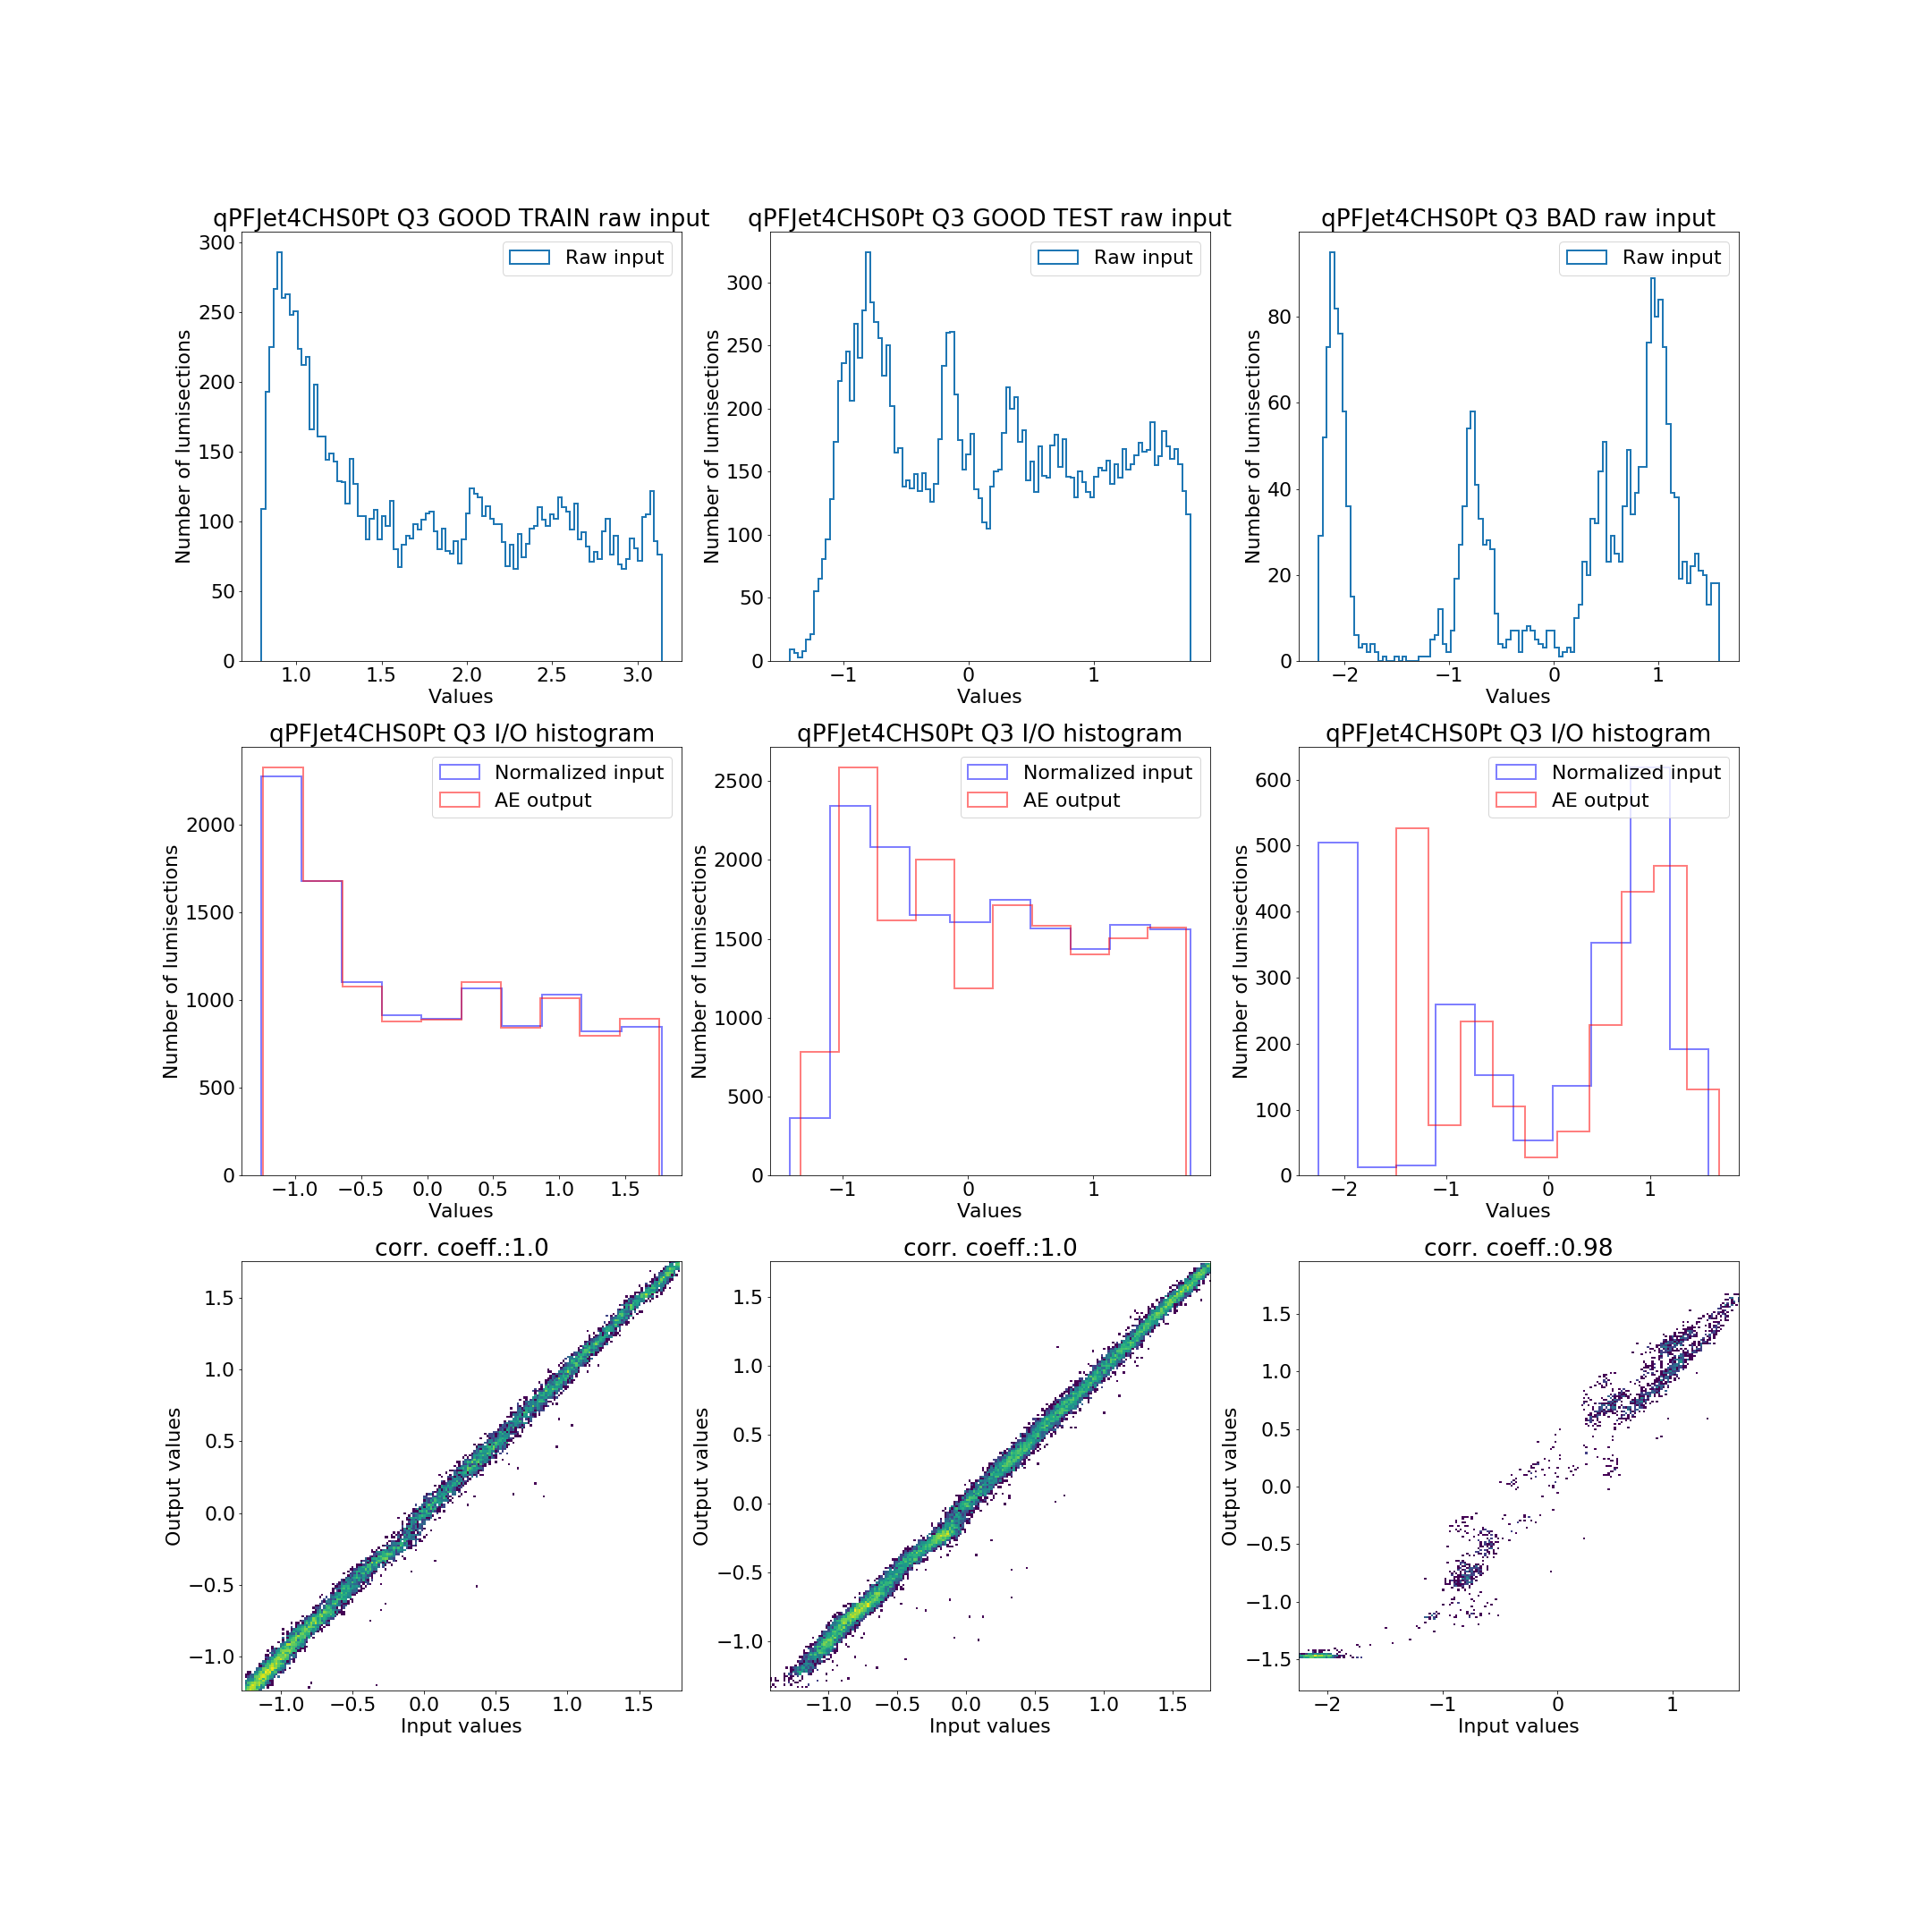 qPFJet4CHS0Pt Q3 GOOD TRAIN raw input
qPFJet4CHS0Pt Q3 GOOD TEST raw input
qPFJet4CHS0Pt Q3 BAD raw input
Raw input
Raw input
Raw input
Number of lumisections
300
250
200
150
100
50
0
1.0 1.5 2.0 2.5 3.0
Values
Number of lumisections
300
250
200
150
100
50
0
−1 0 1
Values
Number of lumisections
80
60
40
20
0
−2 −1 0 1
Values
qPFJet4CHS0Pt Q3 I/O histogram
qPFJet4CHS0Pt Q3 I/O histogram
qPFJet4CHS0Pt Q3 I/O histogram
Normalized input
AE output
Number of lumisections
2000
1500
1000
500
0
−1.0 −0.5 0.0 0.5 1.0 1.5
Values
Normalized input
AE output
Number of lumisections
2500
2000
1500
1000
500
0
−1 0 1
Values
Normalized input
AE output
Number of lumisections
600
500
400
300
200
100
0
−2 −1 0 1
Values
corr. coeff.:1.0
corr. coeff.:1.0
corr. coeff.:0.98
Output values
1.5
1.0
0.5
0.0
−0.5
−1.0
−1.0 −0.5 0.0 0.5 1.0 1.5
Input values
Output values
1.5
1.0
0.5
0.0
−0.5
−1.0
−1.0 −0.5 0.0 0.5 1.0 1.5
Input values
Output values
1.5
1.0
0.5
0.0
−0.5
−1.0
−1.5
−2 −1 0 1
Input values